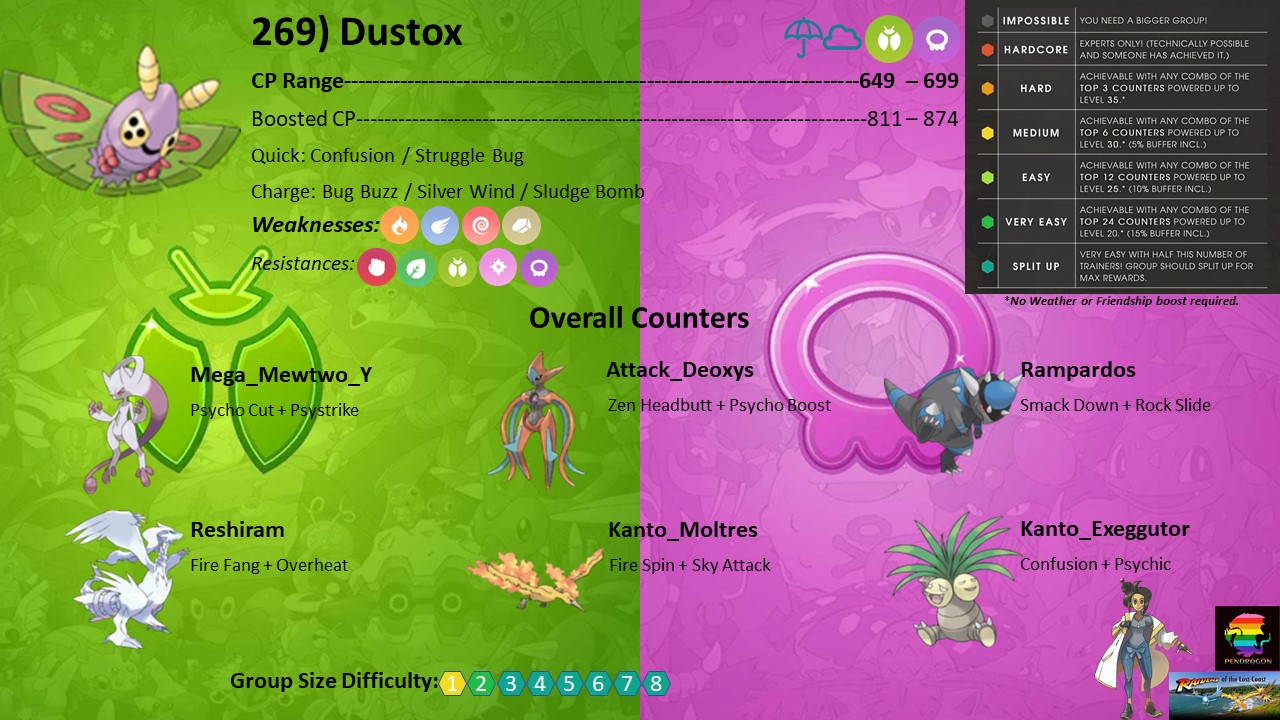 269) Dustox
CP Range---------------------------------------------------------------------------649 – 699
Boosted CP--------------------------------------------------------------------------811 – 874
Quick: Confusion / Struggle Bug
Charge: Bug Buzz / Silver Wind / Sludge Bomb
Weaknesses:
Resistances:
IMPOSSIBLE YOU NEED A BIGGER GROUP!
HARDCORE EXPERTS ONLY! (TECHNICALLY POSSIBLE
AND SOMEONE HAS ACHIEVED IT.)
HARD ACHIEVABLE WITH ANY COMBO OF THE
TOP 3 COUNTERS POWERED UP TO
LEVEL 35.*
MEDIUM ACHIEVABLE WITH ANY COMBO OF THE
TOP 6 COUNTERS POWERED UP TO
LEVEL 30.* (5% BUFFER INCL.)
EASY ACHIEVABLE WITH ANY COMBO OF THE
TOP 12 COUNTERS POWERED UP TO
LEVEL 25.* (10% BUFFER INCL.)
VERY EASY ACHIEVABLE WITH ANY COMBO OF THE
TOP 24 COUNTERS POWERED UP TO
LEVEL 20.* (15% BUFFER INCL.)
SPLIT UP VERY EASY WITH HALF THIS NUMBER OF
TRAINERS! GROUP SHOULD SPLIT UP FOR
MAX REWARDS.
*No Weather or Friendship boost required.
Overall Counters
Mega_Mewtwo_Y
Psycho Cut + Psystrike
Attack_Deoxys
Zen Headbutt + Psycho Boost
Rampardos
Smack Down + Rock Slide
Reshiram
Fire Fang + Overheat
Kanto_Moltres
Fire Spin + Sky Attack
Kanto_Exeggutor
Confusion + Psychic
Group Size Difficulty: 1 2 3 4 5 6 7 8
PENDRAGON
RAIDERS of the Lost Coast